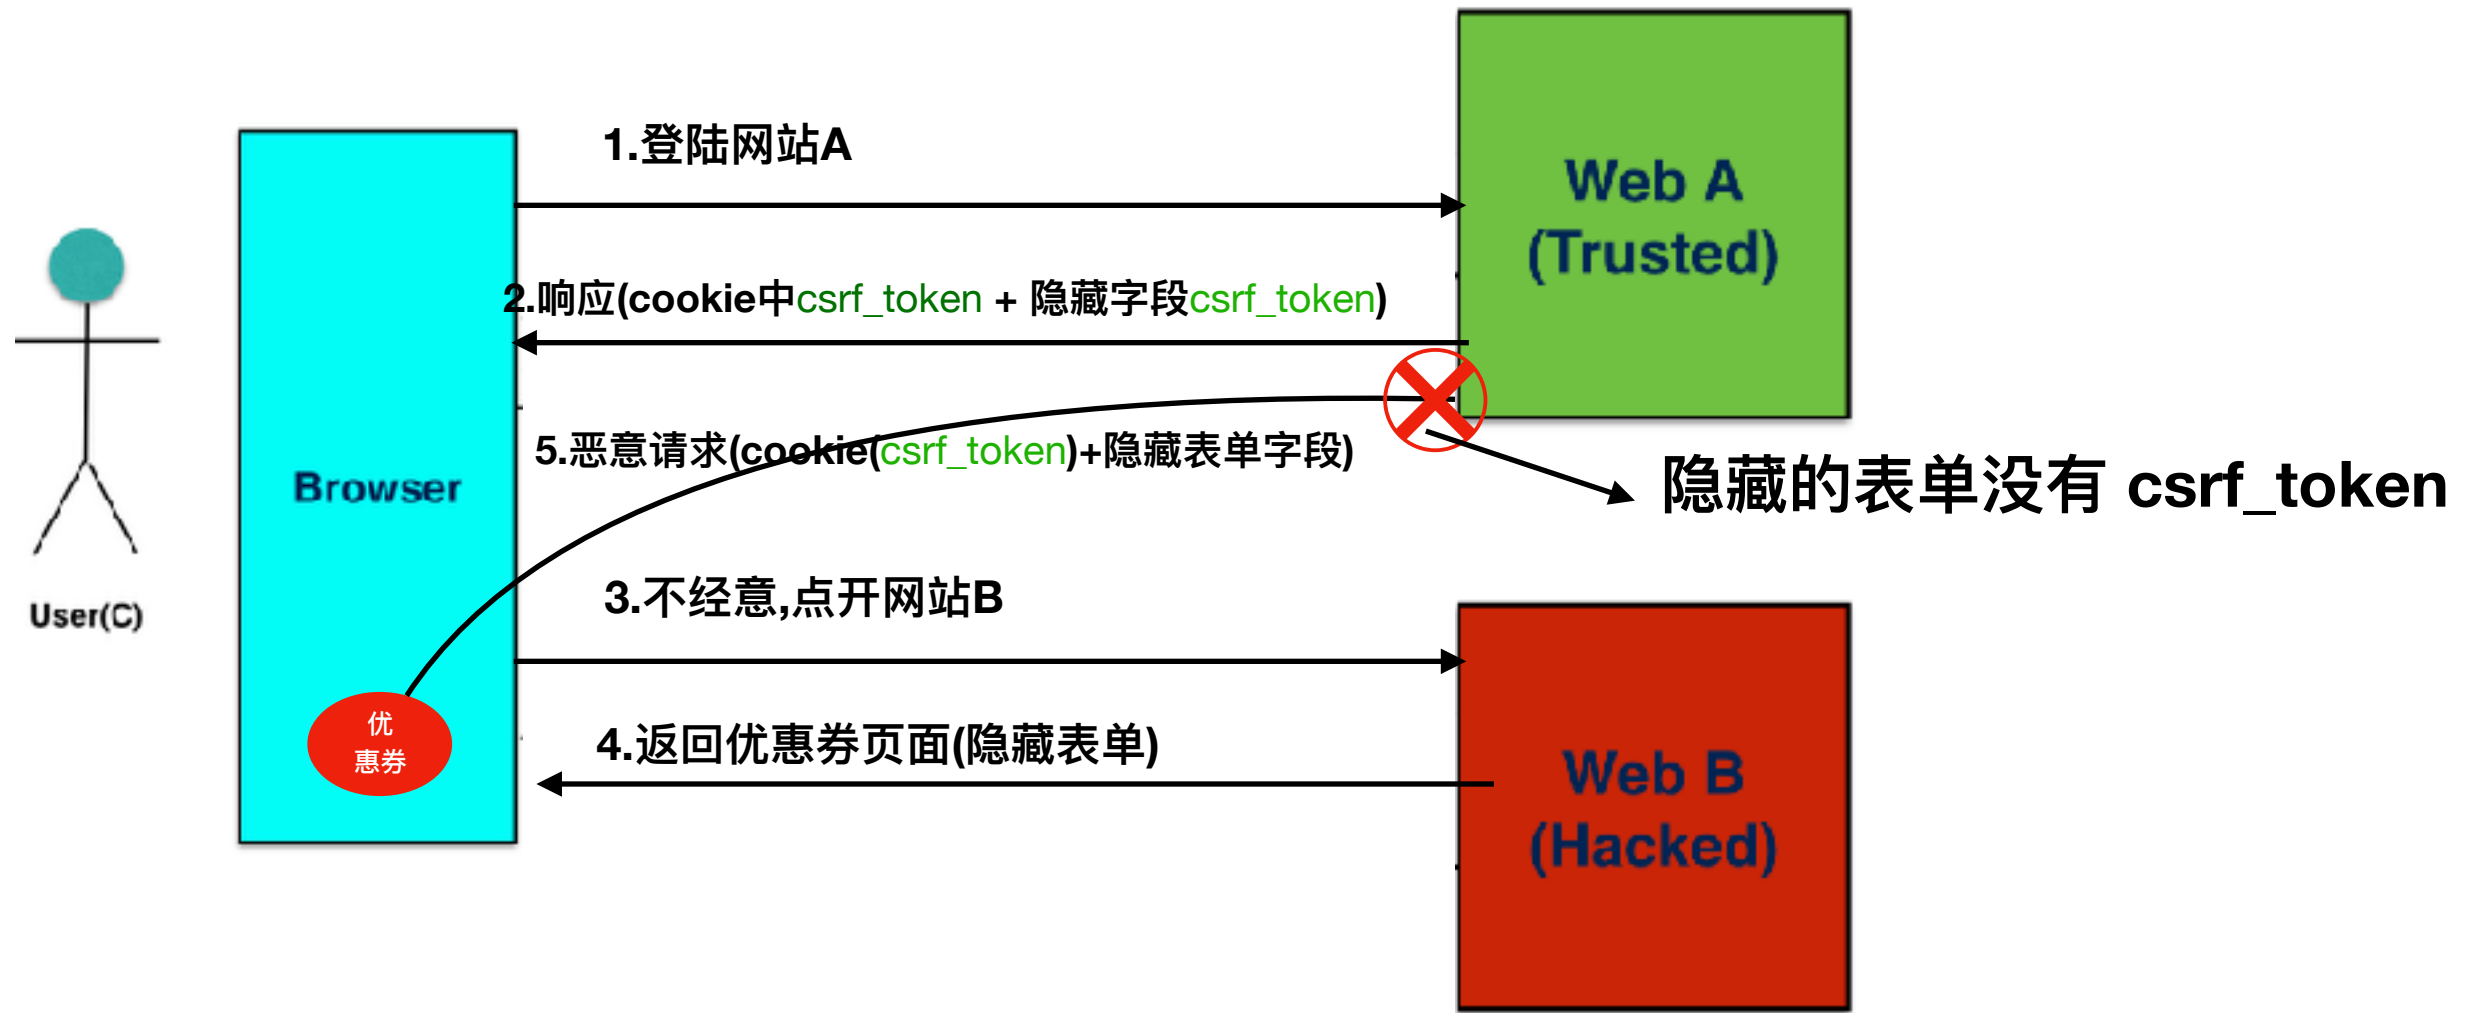 1.登陆网站A
Web A
(Trusted)
2.响应(cookie中csrf_token + 隐藏字段csrf_token)
5.恶意请求(cookie(csrf_token)+隐藏表单字段)
隐藏的表单没有 csrf_token
Browser
User(C)
3.不经意,点开网站B
优
惠券
4.返回优惠券页面(隐藏表单)
Web B
(Hacked)